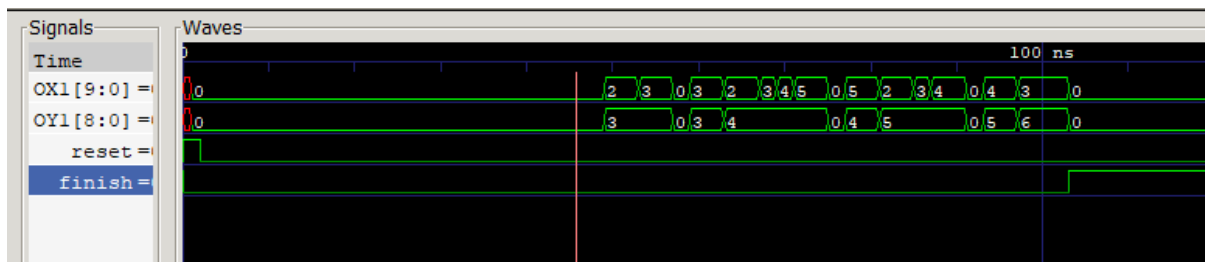 Signals Waves
Time 0 100 ns
OX1[9:0] = 0 2 3 0 3 2 3 4 5 0 5 2 3 4 0 4 3 0
OY1[8:0] = 0 3 0 3 4 0 4 5 0 5 6 0
reset =
finish =